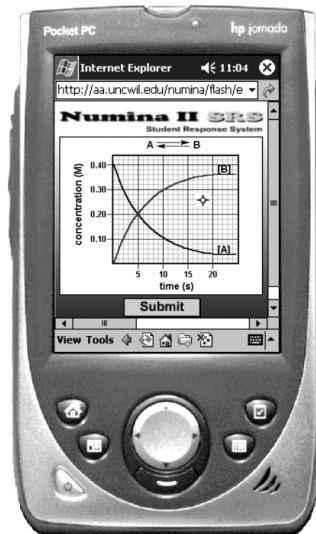 Pocket PC hp jornada
Internet Explorer 11:04
http://aa.uncwil.edu/numina/flash/e
Numina II SRS
Student Response System
A B
concentration (M)
0.40
0.30
0.20
0.10
[B]
[A]
5 10 15 20
time (s)
Submit
View Tools